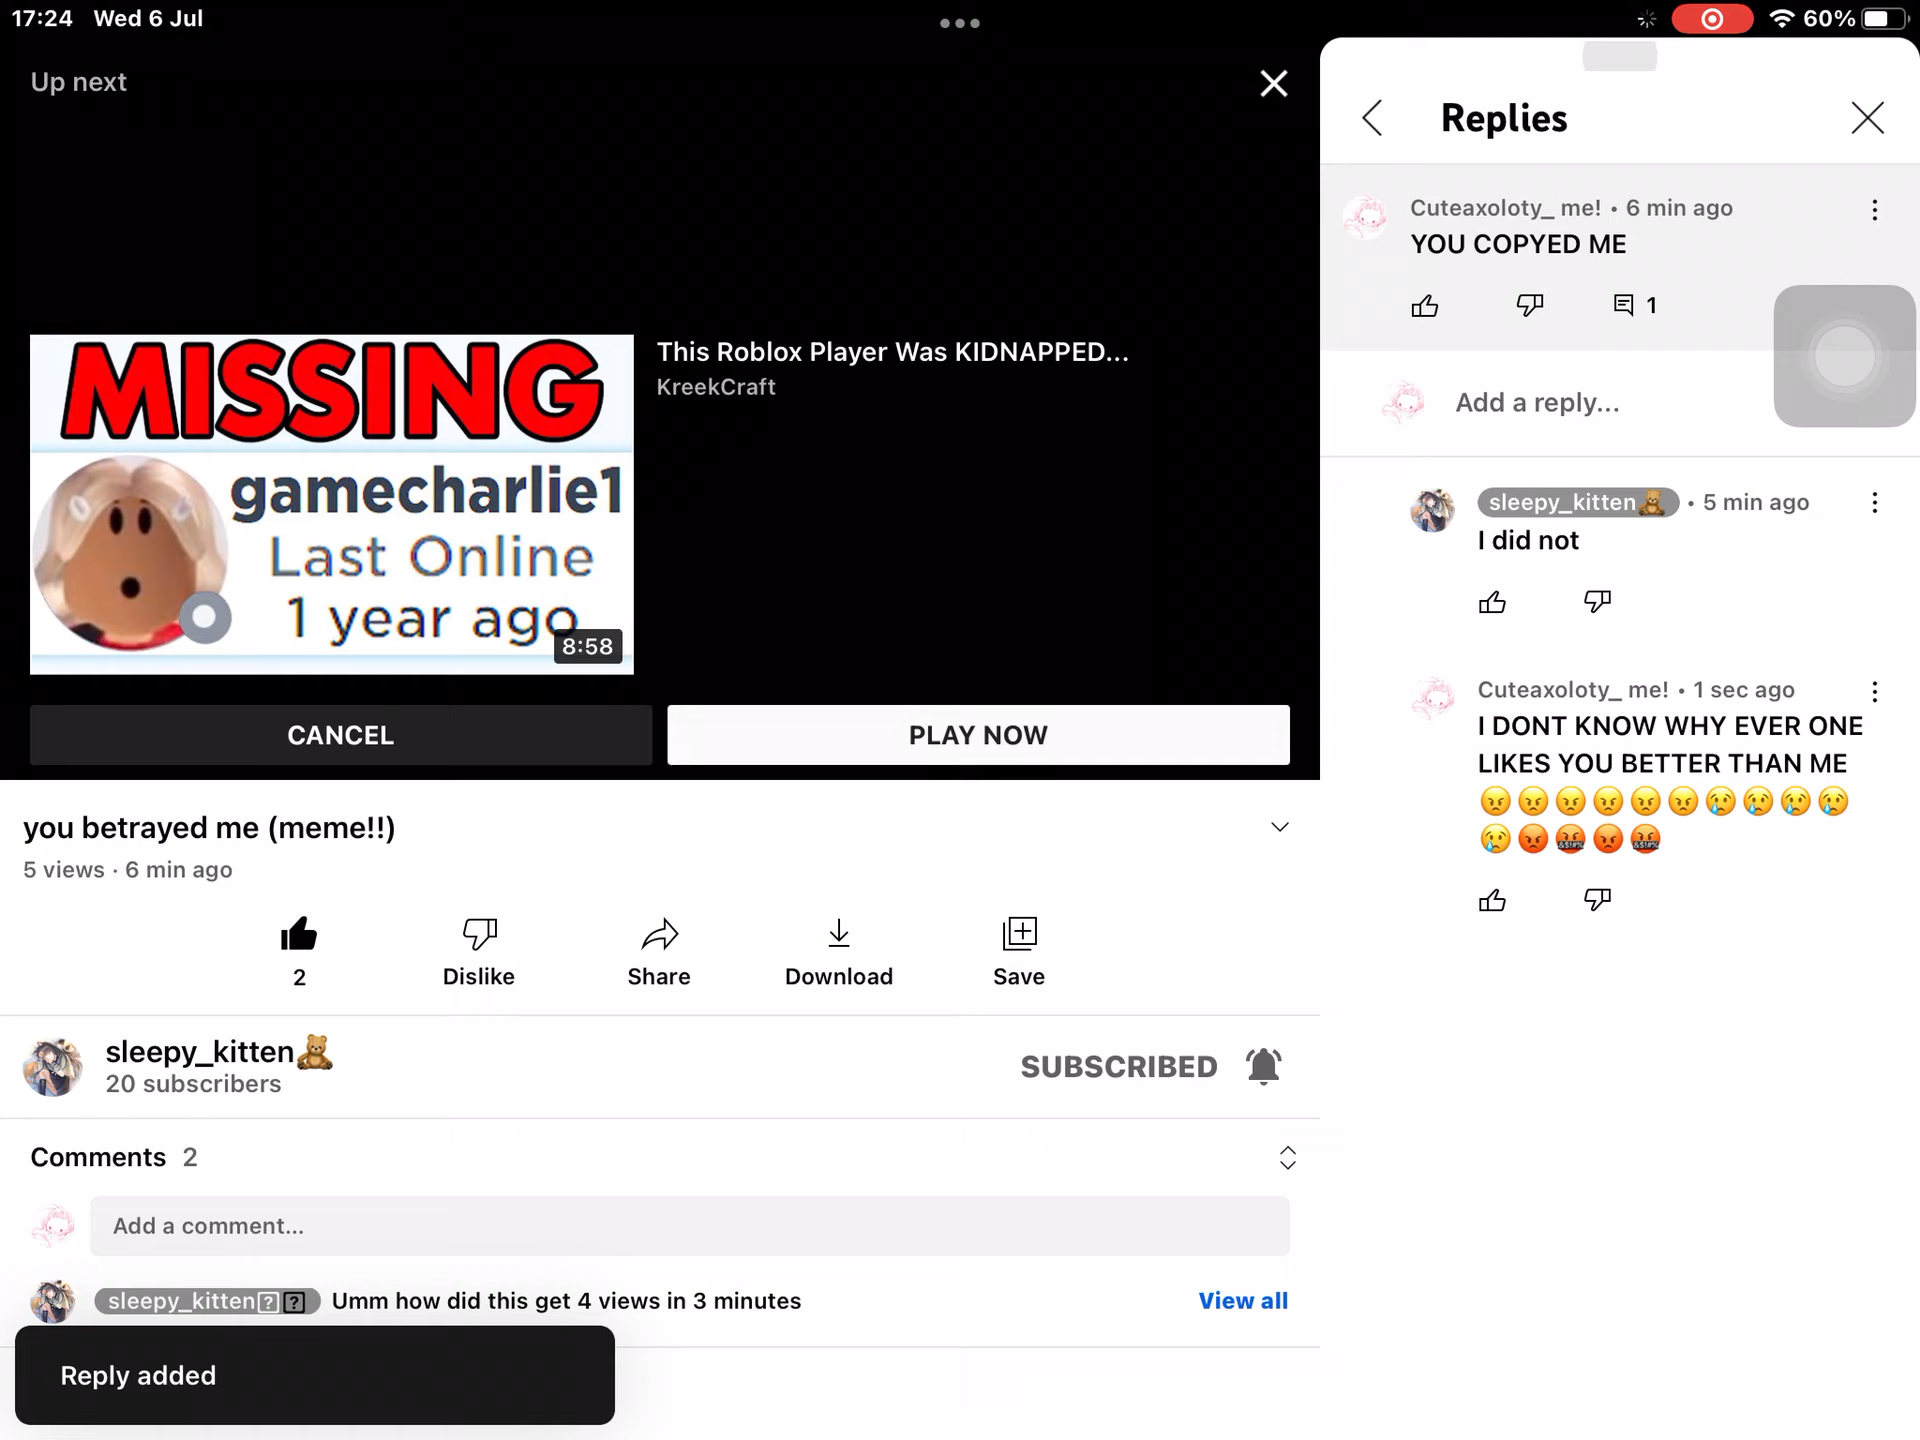 17:24 Wed 6 Jul
60%
Up next
MISSING
gamecharlie1
Last Online
1 year ago
8:58
This Roblox Player Was KIDNAPPED...
KreekCraft
CANCEL
PLAY NOW
you betrayed me (meme!!)
5 views · 6 min ago
2
Dislike
Share
Download
Save
sleepy_kitten🧸
20 subscribers
SUBSCRIBED
Comments 2
Add a comment...
sleepy_kitten Umm how did this get 4 views in 3 minutes
View all
Reply added
Replies
Cuteaxoloty_ me! • 6 min ago
YOU COPYED ME
1
Add a reply...
sleepy_kitten🧸 • 5 min ago
I did not
Cuteaxoloty_ me! • 1 sec ago
I DONT KNOW WHY EVER ONE
LIKES YOU BETTER THAN ME
😠😠😠😠😠😠😢😢😢😢
😢😡🤬😡🤬